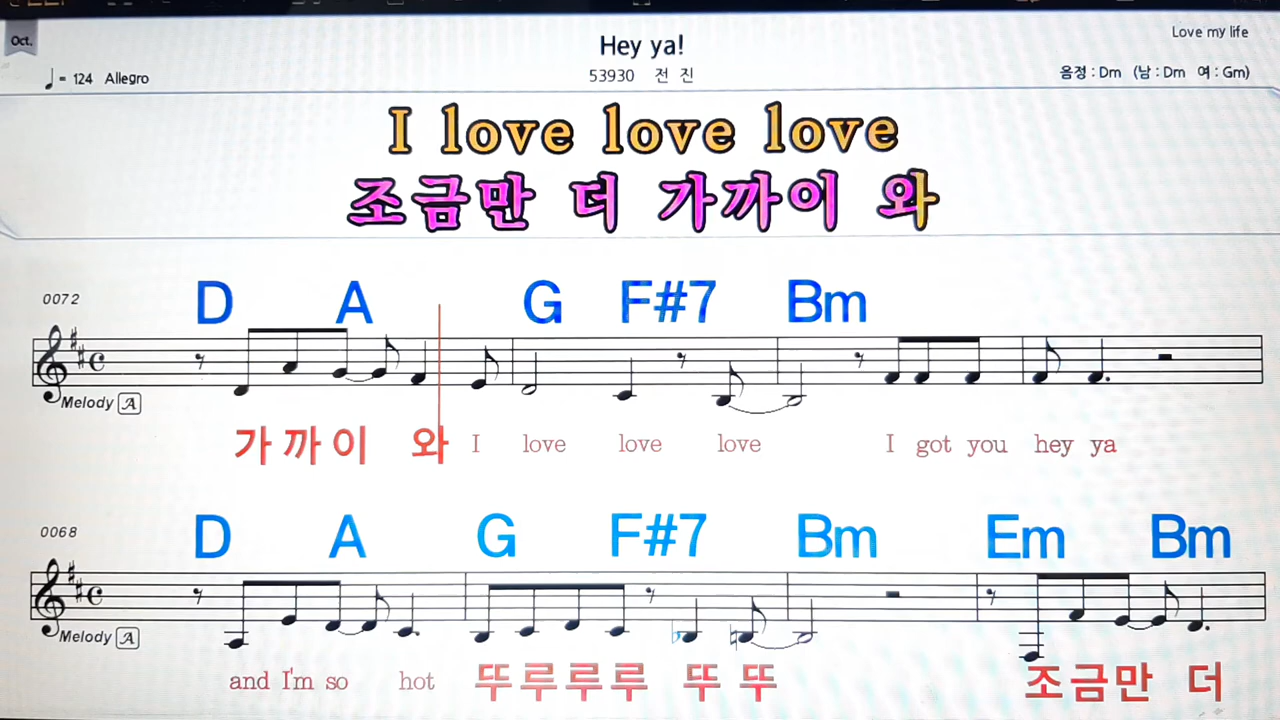 Oct.
Hey ya!
Love my life
♩ = 124 Allegro
53930 전 진
음정 : Dm (남 : Dm 여 : Gm)
I love love love
조금만 더 가까이 와
0072
D A G F#7 Bm
Melody A
가 까 이 와 I love love love I got you hey ya
0068
D A G F#7 Bm Em Bm
Melody A
and I'm so hot 뚜 루 루 루 뚜 뚜 조 금 만 더